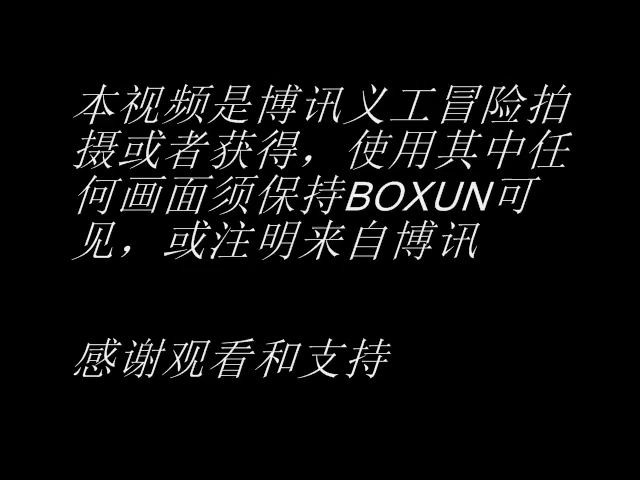 本视频是博讯义工冒险拍
摄或者获得，使用其中任
何画面须保持BOXUN可
见，或注明来自博讯
感谢观看和支持